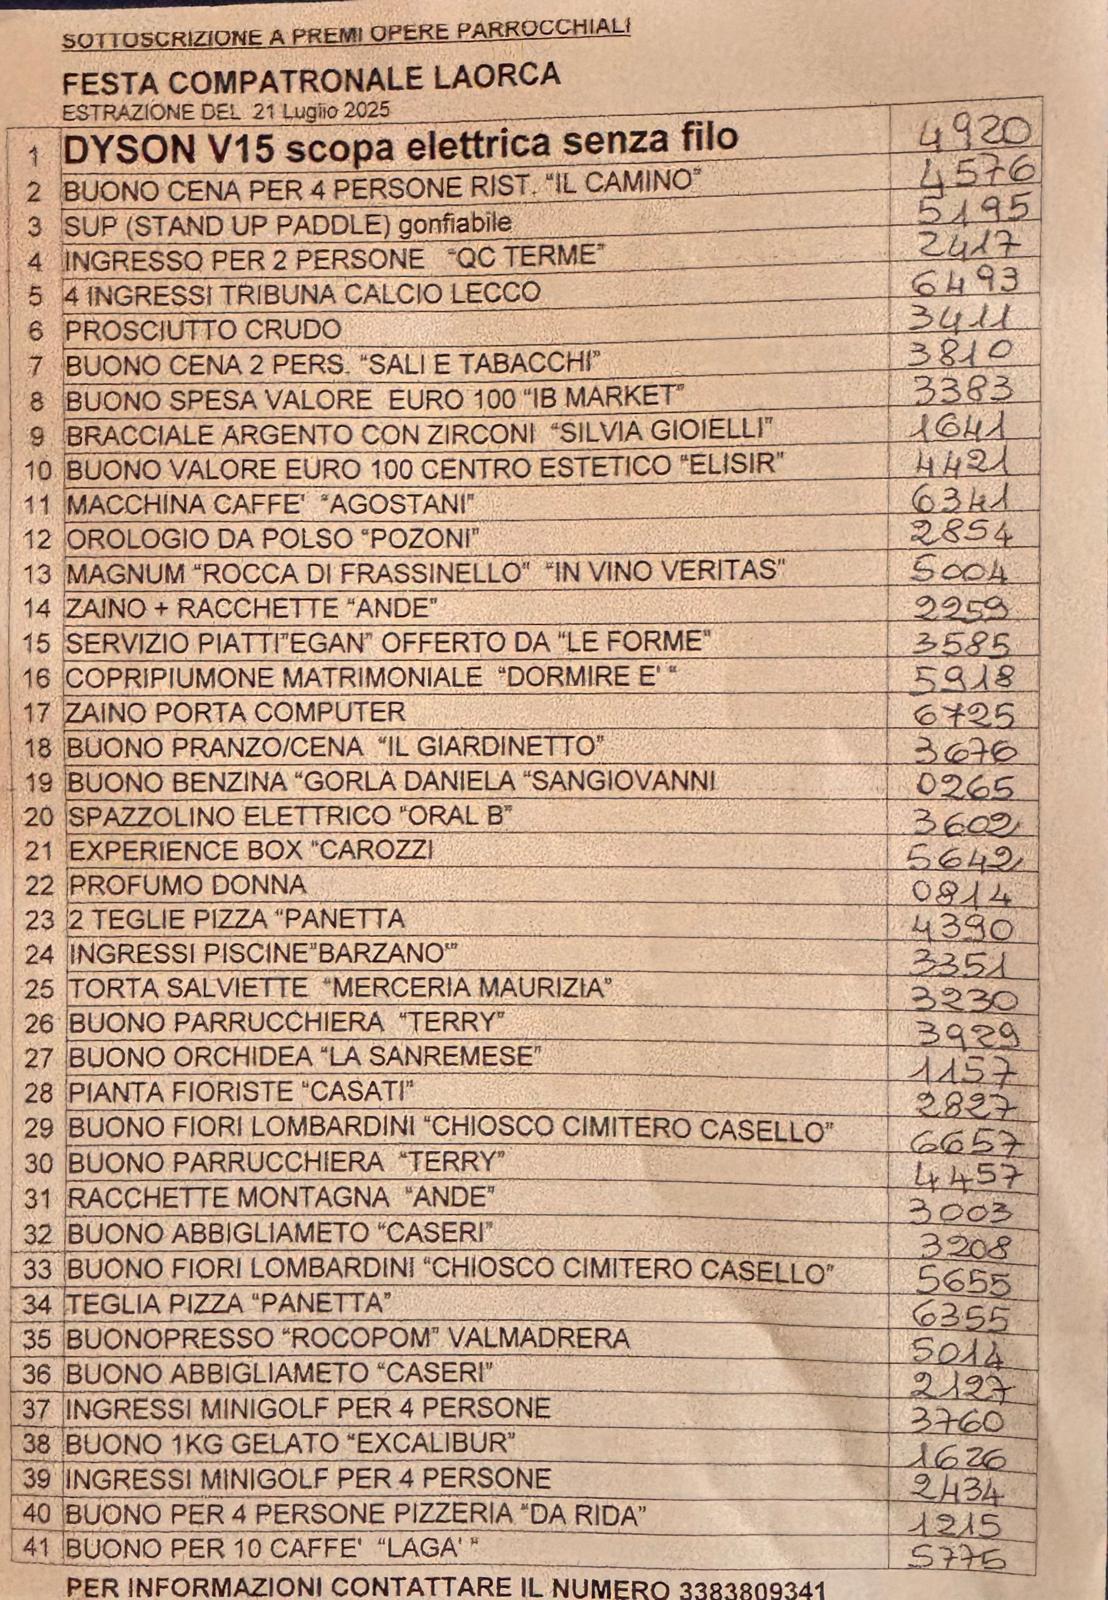 SOTTOSCRIZIONE A PREMI OPERE PARROCCHIALI
FESTA COMPATRONALE LAORCA
ESTRAZIONE DEL 21 Luglio 2025
1 DYSON V15 scopa elettrica senza filo 4920
2 BUONO CENA PER 4 PERSONE RIST. "IL CAMINO" 4576
3 SUP (STAND UP PADDLE) gonfiabile 5195
4 INGRESSO PER 2 PERSONE "QC TERME" 2417
5 4 INGRESSI TRIBUNA CALCIO LECCO 6493
6 PROSCIUTTO CRUDO 3411
7 BUONO CENA 2 PERS. "SALI E TABACCHI" 3810
8 BUONO SPESA VALORE EURO 100 "IB MARKET" 3383
9 BRACCIALE ARGENTO CON ZIRCONI "SILVIA GIOIELLI" 1641
10 BUONO VALORE EURO 100 CENTRO ESTETICO "ELISIR" 4421
11 MACCHINA CAFFE' "AGOSTANI" 6341
12 OROLOGIO DA POLSO "POZONI" 2854
13 MAGNUM "ROCCA DI FRASSINELLO" "IN VINO VERITAS" 5004
14 ZAINO + RACCHETTE "ANDE" 2259
15 SERVIZIO PIATTI"EGAN" OFFERTO DA "LE FORME" 3585
16 COPRIPIUMONE MATRIMONIALE "DORMIRE E' " 5918
17 ZAINO PORTA COMPUTER 6725
18 BUONO PRANZO/CENA "IL GIARDINETTO" 3676
19 BUONO BENZINA "GORLA DANIELA "SANGIOVANNI 0265
20 SPAZZOLINO ELETTRICO "ORAL B" 3602
21 EXPERIENCE BOX "CAROZZI 5642
22 PROFUMO DONNA 0814
23 2 TEGLIE PIZZA "PANETTA 4390
24 INGRESSI PISCINE"BARZANO'" 3351
25 TORTA SALVIETTE "MERCERIA MAURIZIA" 3230
26 BUONO PARRUCCHIERA "TERRY" 3929
27 BUONO ORCHIDEA "LA SANREMESE" 1157
28 PIANTA FIORISTE "CASATI" 2827
29 BUONO FIORI LOMBARDINI "CHIOSCO CIMITERO CASELLO" 6657
30 BUONO PARRUCCHIERA "TERRY" 4457
31 RACCHETTE MONTAGNA "ANDE" 3003
32 BUONO ABBIGLIAMETO "CASERI" 3208
33 BUONO FIORI LOMBARDINI "CHIOSCO CIMITERO CASELLO" 5655
34 TEGLIA PIZZA "PANETTA" 6355
35 BUONOPRESSO "ROCOPOM" VALMADRERA 5014
36 BUONO ABBIGLIAMETO "CASERI" 2127
37 INGRESSI MINIGOLF PER 4 PERSONE 3760
38 BUONO 1KG GELATO "EXCALIBUR" 1626
39 INGRESSI MINIGOLF PER 4 PERSONE 2434
40 BUONO PER 4 PERSONE PIZZERIA "DA RIDA" 1215
41 BUONO PER 10 CAFFE' "LAGA' " 5775
PER INFORMAZIONI CONTATTARE IL NUMERO 3383809341